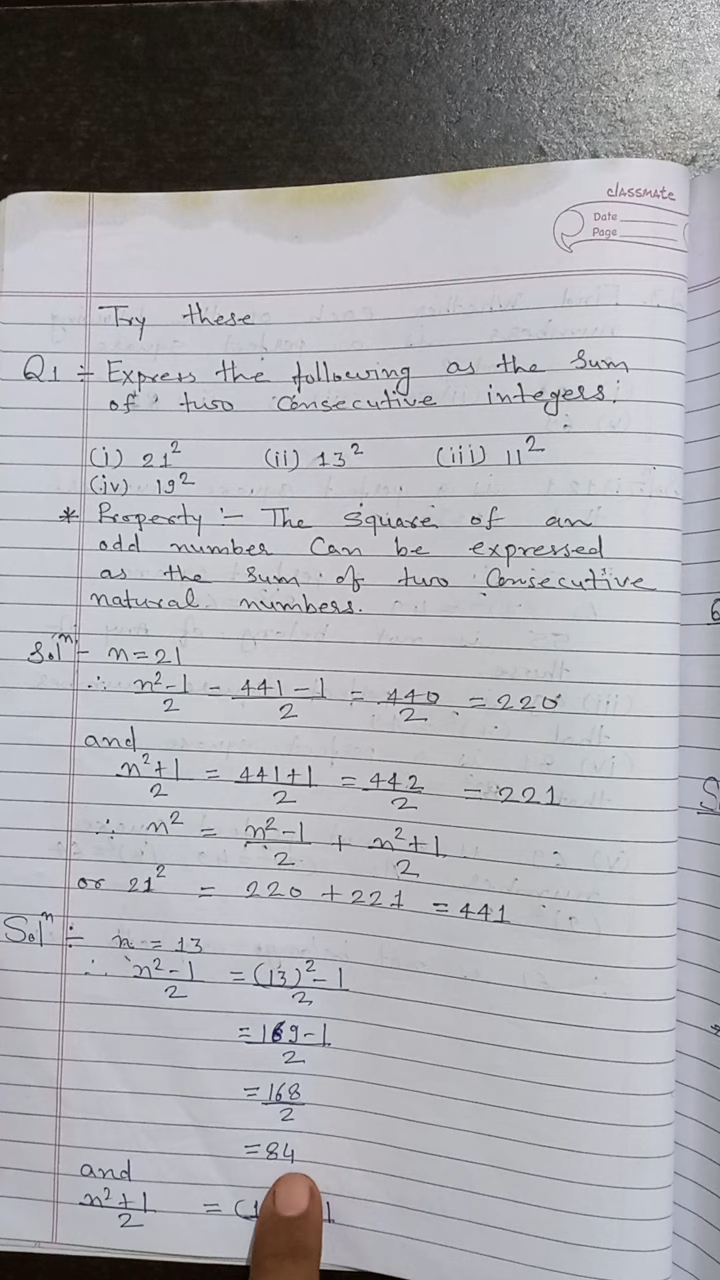 classmate
Date
Page
Try these
Q1 :- Express the following as the sum
of two consecutive integers:
(i) 21² (ii) 13² (iii) 11²
(iv) 19²
* Property :- The square of an
odd number can be expressed
as the sum of two consecutive
natural numbers.
Solⁿ - n = 21
∴ n²-1/2 = 441-1/2 = 440/2 = 220
and
n²+1/2 = 441+1/2 = 442/2 = 221
∴ n² = n²-1/2 + n²+1/2
or 21² = 220 + 221 = 441
Solⁿ :- n = 13
∴ n²-1/2 = (13)²-1/2
= 169-1/2
= 168/2
= 84
and
n²+1/2 = (1